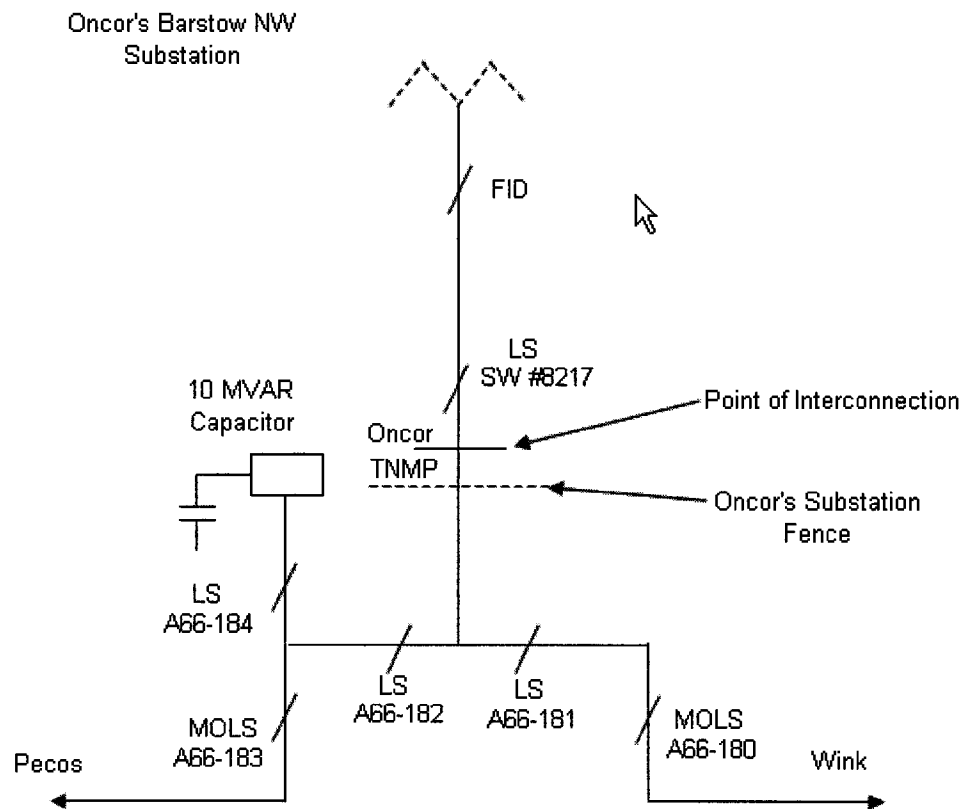 Oncor's Barstow NW
Substation
FID
LS
SW #8217
10 MVAR
Capacitor
Point of Interconnection
Oncor
TNMP
Oncor's Substation
Fence
LS
A66-184
LS
A66-182
LS
A66-181
MOLS
A66-183
MOLS
A66-180
Pecos
Wink